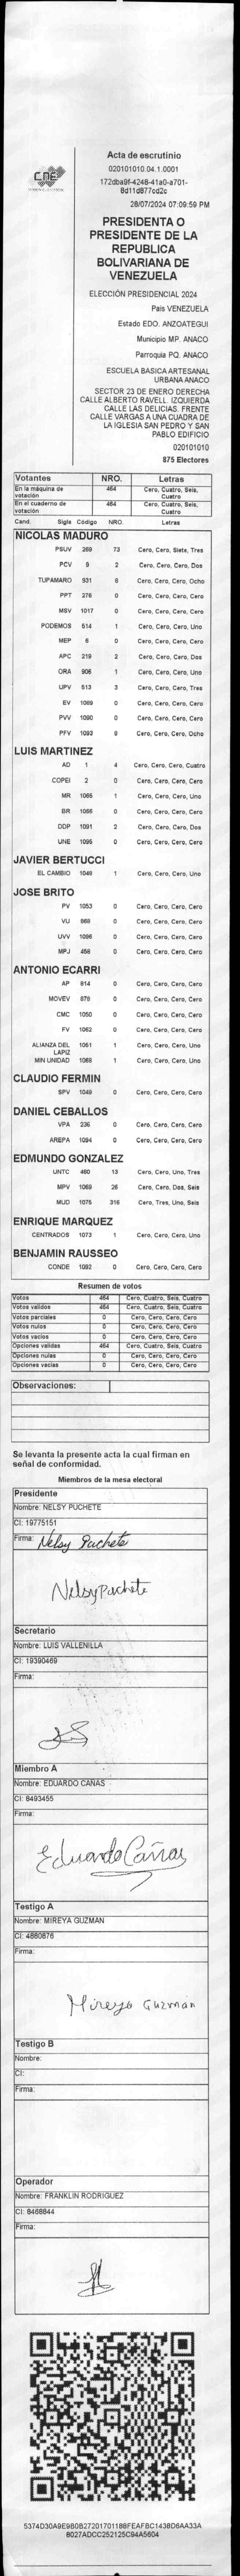 CNE
Acta de escrutinio
020101010.04.1.0001
172dba9f-4248-41a0-a701-
8d11d877cd2c
28/07/2024 07:09:59 PM
PRESIDENTA O
PRESIDENTE DE LA
REPUBLICA
BOLIVARIANA DE
VENEZUELA
ELECCIÓN PRESIDENCIAL 2024
Pais VENEZUELA
Estado EDO. ANZOATEGUI
Municipio MP. ANACO
Parroquia PQ. ANACO
ESCUELA BASICA ARTESANAL
URBANA ANACO
SECTOR 23 DE ENERO DERECHA
CALLE ALBERTO RAVELL. IZQUIERDA
CALLE LAS DELICIAS. FRENTE
CALLE VARGAS A UNA CUADRA DE
LA IGLESIA SAN PEDRO Y SAN
PABLO EDIFICIO
020101010
875 Electores
Votantes NRO. Letras
En la máquina de votación 464 Cero, Cuatro, Seis, Cuatro
En el cuaderno de votación 464 Cero, Cuatro, Seis, Cuatro
Cand. Sigla Código NRO. Letras
NICOLAS MADURO
PSUV 269 73 Cero, Cero, Siete, Tres
PCV 9 2 Cero, Cero, Cero, Dos
TUPAMARO 931 8 Cero, Cero, Cero, Ocho
PPT 276 0 Cero, Cero, Cero, Cero
MSV 1017 0 Cero, Cero, Cero, Cero
PODEMOS 514 1 Cero, Cero, Cero, Uno
MEP 6 0 Cero, Cero, Cero, Cero
APC 219 2 Cero, Cero, Cero, Dos
ORA 906 1 Cero, Cero, Cero, Uno
UPV 513 3 Cero, Cero, Cero, Tres
EV 1089 0 Cero, Cero, Cero, Cero
PVV 1090 0 Cero, Cero, Cero, Cero
PFV 1093 8 Cero, Cero, Cero, Ocho
LUIS MARTINEZ
AD 1 4 Cero, Cero, Cero, Cuatro
COPEI 2 0 Cero, Cero, Cero, Cero
MR 1065 1 Cero, Cero, Cero, Uno
BR 1066 0 Cero, Cero, Cero, Cero
DDP 1091 2 Cero, Cero, Cero, Dos
UNE 1095 0 Cero, Cero, Cero, Cero
JAVIER BERTUCCI
EL CAMBIO 1048 1 Cero, Cero, Cero, Uno
JOSE BRITO
PV 1053 0 Cero, Cero, Cero, Cero
VU 868 0 Cero, Cero, Cero, Cero
UVV 1096 0 Cero, Cero, Cero, Cero
MPJ 456 0 Cero, Cero, Cero, Cero
ANTONIO ECARRI
AP 814 0 Cero, Cero, Cero, Cero
MOVEV 878 0 Cero, Cero, Cero, Cero
CMC 1050 0 Cero, Cero, Cero, Cero
FV 1062 0 Cero, Cero, Cero, Cero
ALIANZA DEL LAPIZ 1051 1 Cero, Cero, Cero, Uno
MIN UNIDAD 1068 1 Cero, Cero, Cero, Uno
CLAUDIO FERMIN
SPV 1049 0 Cero, Cero, Cero, Cero
DANIEL CEBALLOS
VPA 236 0 Cero, Cero, Cero, Cero
AREPA 1094 0 Cero, Cero, Cero, Cero
EDMUNDO GONZALEZ
UNTC 460 13 Cero, Cero, Uno, Tres
MPV 1069 26 Cero, Cero, Dos, Seis
MUD 1075 316 Cero, Tres, Uno, Seis
ENRIQUE MARQUEZ
CENTRADOS 1073 1 Cero, Cero, Cero, Uno
BENJAMIN RAUSSEO
CONDE 1092 0 Cero, Cero, Cero, Cero
Resumen de votos
Votos 464 Cero, Cuatro, Seis, Cuatro
Votos validos 464 Cero, Cuatro, Seis, Cuatro
Votos parciales 0 Cero, Cero, Cero, Cero
Votos nulos 0 Cero, Cero, Cero, Cero
Votos vacios 0 Cero, Cero, Cero, Cero
Opciones validas 464 Cero, Cuatro, Seis, Cuatro
Opciones nulas 0 Cero, Cero, Cero, Cero
Opciones vacias 0 Cero, Cero, Cero, Cero
Observaciones:
Se levanta la presente acta la cual firman en
señal de conformidad.
Miembros de la mesa electoral
Presidente
Nombre: NELSY PUCHETE
CI: 19775151
Firma: Nelsy Puchete
Nelsy Puchete
Secretario
Nombre: LUIS VALLENILLA
CI: 19390469
Firma:
Miembro A
Nombre: EDUARDO CAÑAS
CI: 8493455
Firma:
Eduardo Cañas
Testigo A
Nombre: MIREYA GUZMAN
CI: 4880876
Firma:
Mireya Guzmán
Testigo B
Nombre:
CI:
Firma:
Operador
Nombre: FRANKLIN RODRIGUEZ
CI: 8468844
Firma:
5374D30A9E9B0B27201701188FEAFBC1438D6AA33A
8027ADCC252125C94A5604